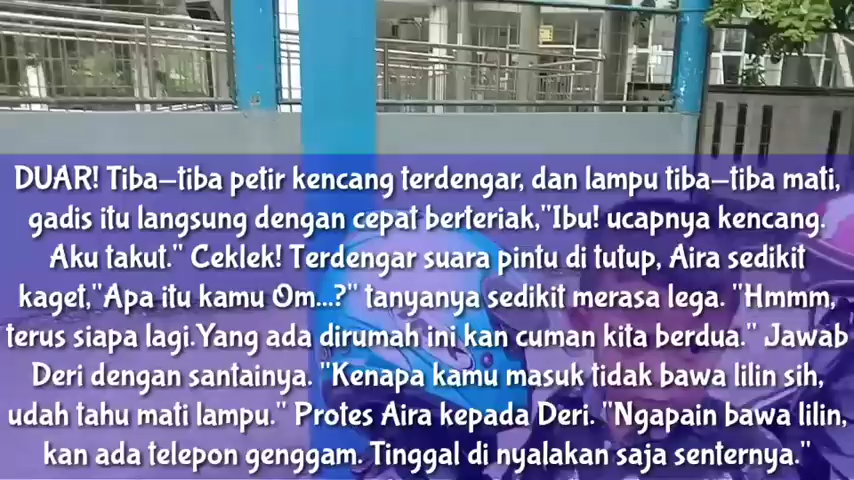 DUAR! Tiba-tiba petir kencang terdengar, dan lampu tiba-tiba mati,
gadis itu langsung dengan cepat berteriak,"Ibu! ucapnya kencang.
Aku takut." Ceklek! Terdengar suara pintu di tutup, Aira sedikit
kaget,"Apa itu kamu Om...?" tanyanya sedikit merasa lega. "Hmmm,
terus siapa lagi.Yang ada dirumah ini kan cuman kita berdua." Jawab
Deri dengan santainya. "Kenapa kamu masuk tidak bawa lilin sih,
udah tahu mati lampu." Protes Aira kepada Deri. "Ngapain bawa lilin,
kan ada telepon genggam. Tinggal di nyalakan saja senternya."